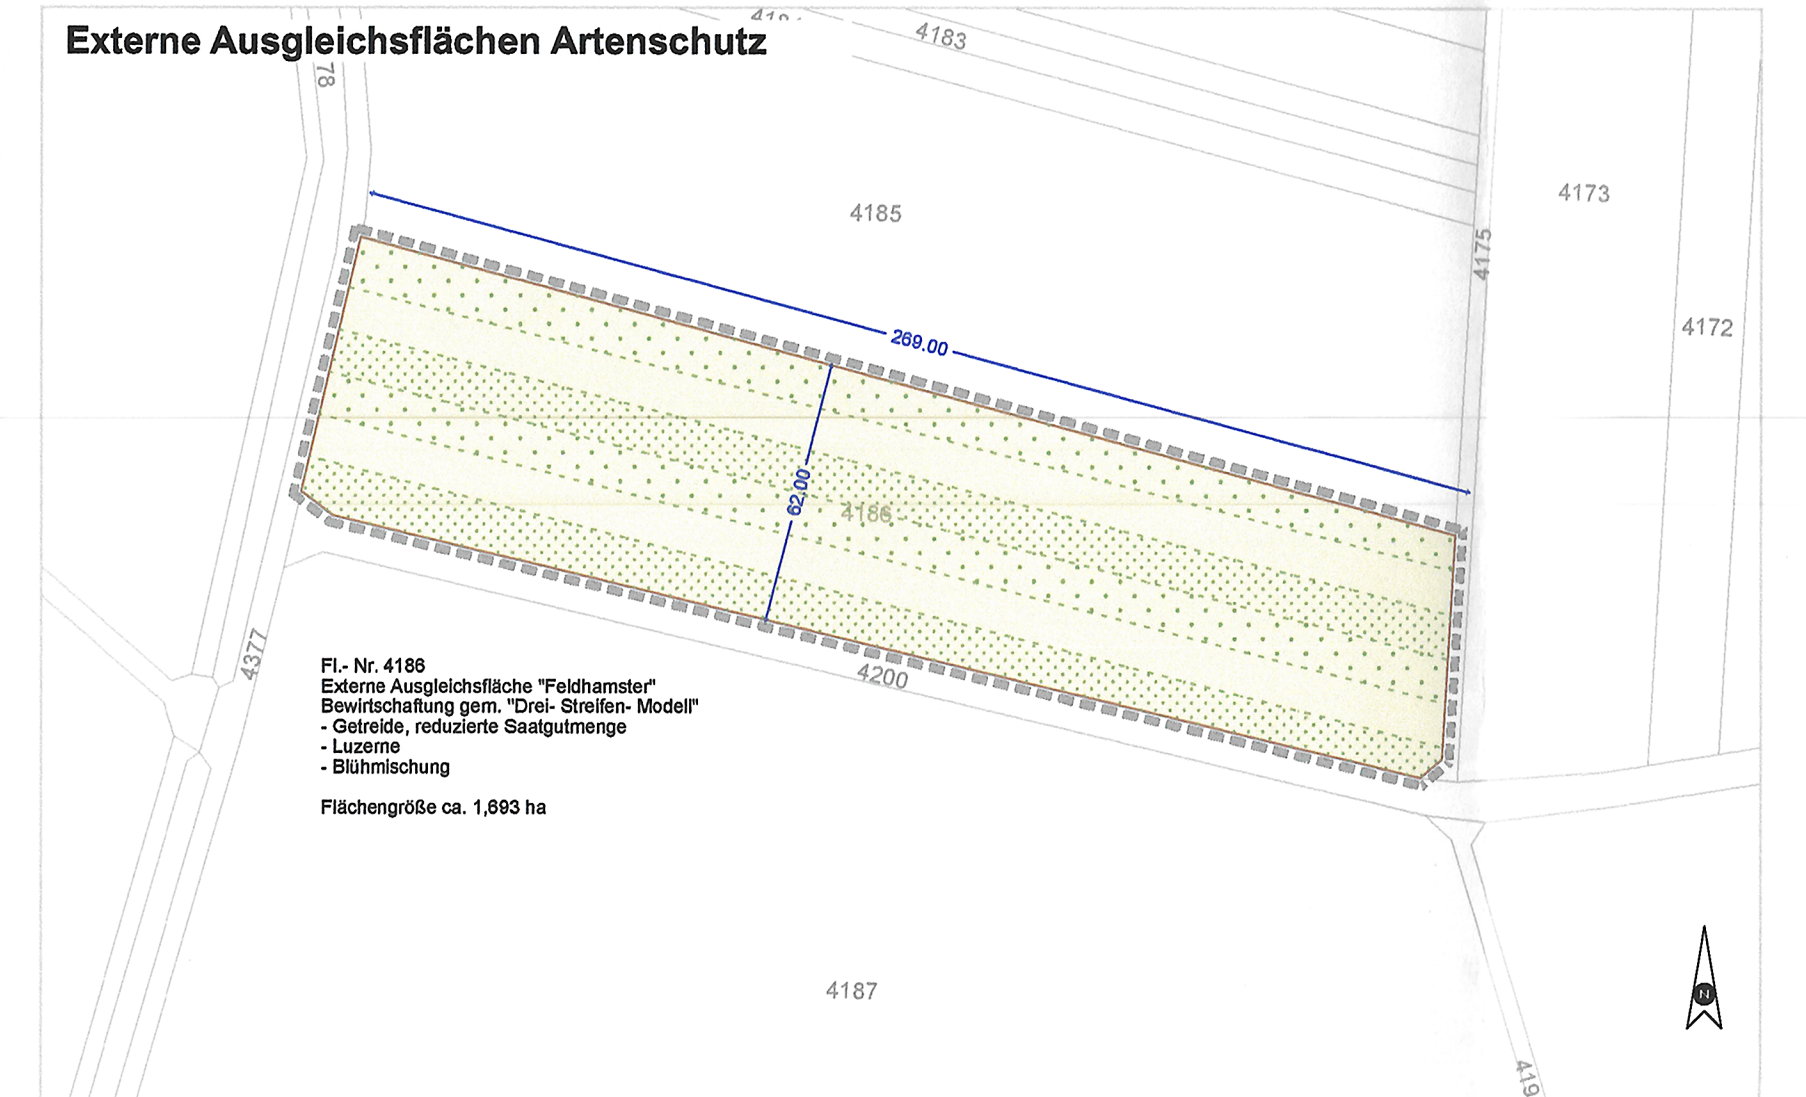 Externe Ausgleichsflächen Artenschutz
78
4183
4185
4173
4175
4172
269.00
62.00
4186
4377
4200
Fl.- Nr. 4186
Externe Ausgleichsfläche "Feldhamster"
Bewirtschaftung gem. "Drei- Streifen- Modell"
- Getreide, reduzierte Saatgutmenge
- Luzerne
- Blühmischung
Flächengröße ca. 1,693 ha
4187
N
419